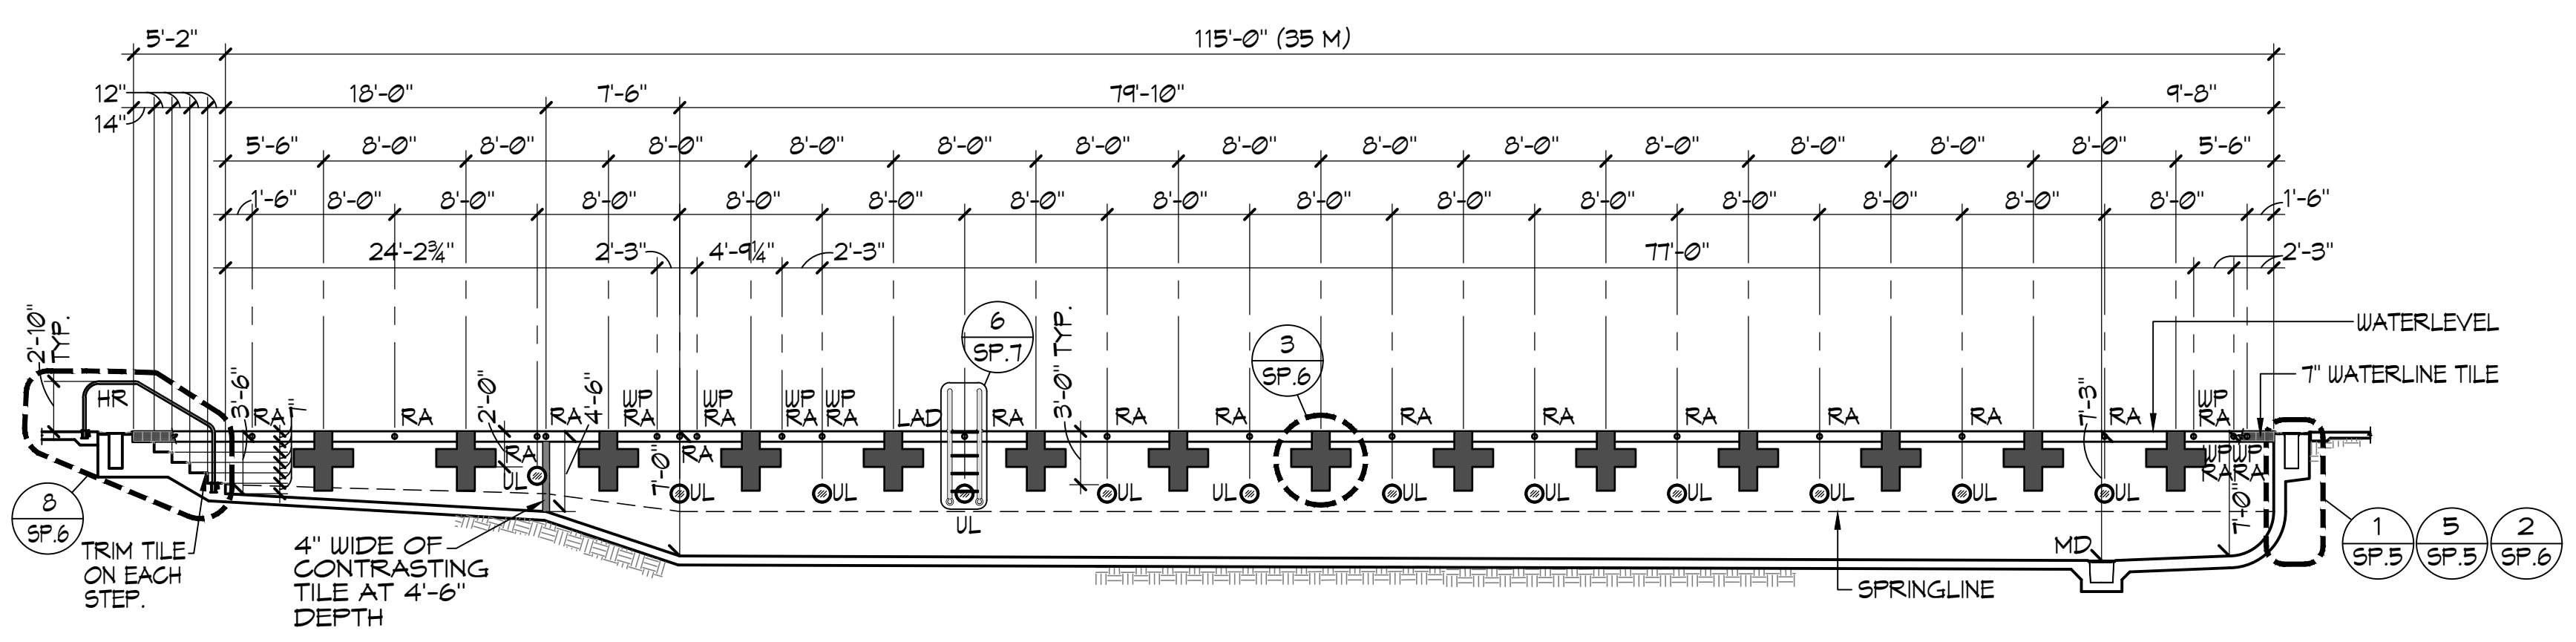 5'-2" 115'-0" (35 M)
12" 18'-0" 7'-6" 79'-10" 9'-8"
14"
5'-6" 8'-0" 8'-0" 8'-0" 8'-0" 8'-0" 8'-0" 8'-0" 8'-0" 8'-0" 8'-0" 8'-0" 8'-0" 8'-0" 5'-6"
1'-6" 8'-0" 8'-0" 8'-0" 8'-0" 8'-0" 8'-0" 8'-0" 8'-0" 8'-0" 8'-0" 8'-0" 8'-0" 8'-0" 8'-0" 1'-6"
24'-2¾" 2'-3" 4'-9¼" 2'-3" 77'-0" 2'-3"
2'-10" TYP.
6
SP.7
3'-0" TYP.
3
SP.6
WATERLEVEL
7" WATERLINE TILE
HR
3'-6"
2'-0"
4'-6"
7'-3"
WP WP WP WP WP
RA RA RA RA RA RA RA LAD RA RA RA RA RA RA RA RA RA
RA RA
WP WP
RA RA
UL
7'-0"
UL UL UL UL UL UL UL UL UL UL
UL
7'-0"
8
SP.6
TRIM TILE
ON EACH
STEP.
4" WIDE OF
CONTRASTING
TILE AT 4'-6"
DEPTH
MD
SPRINGLINE
1
SP.5
5
SP.5
2
SP.6